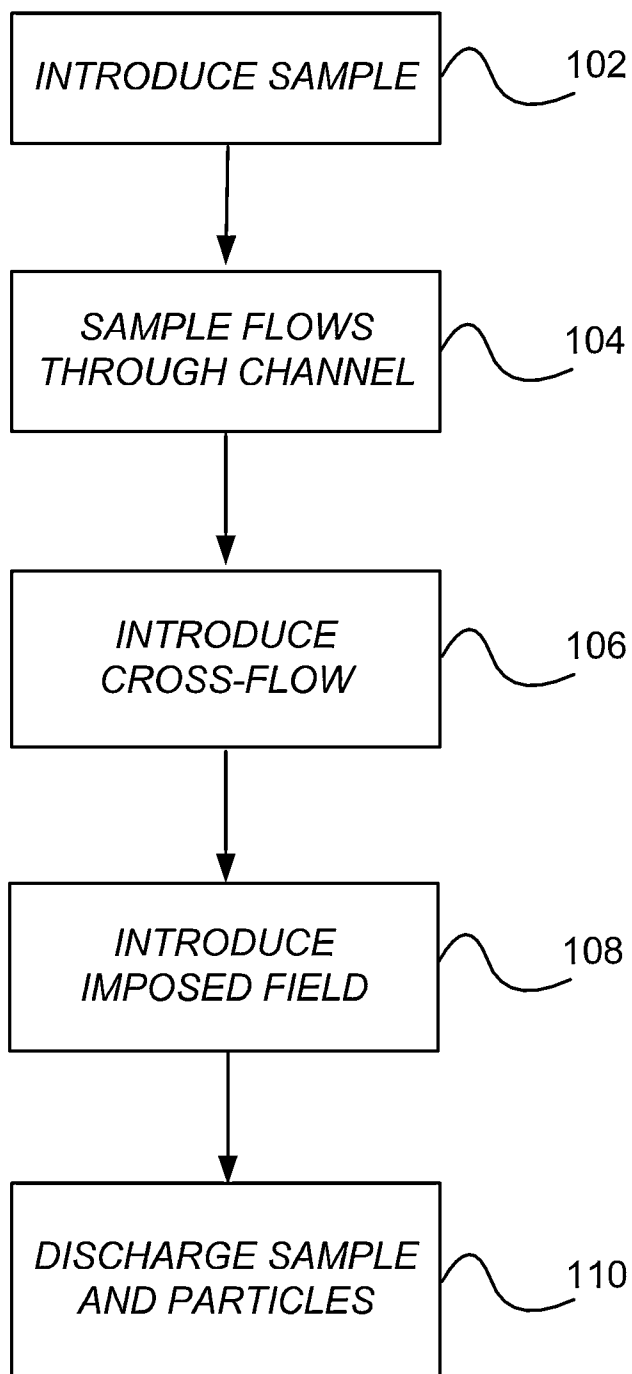 INTRODUCE SAMPLE
102
SAMPLE FLOWS
THROUGH CHANNEL
104
INTRODUCE
CROSS-FLOW
106
INTRODUCE
IMPOSED FIELD
108
DISCHARGE SAMPLE
AND PARTICLES
110